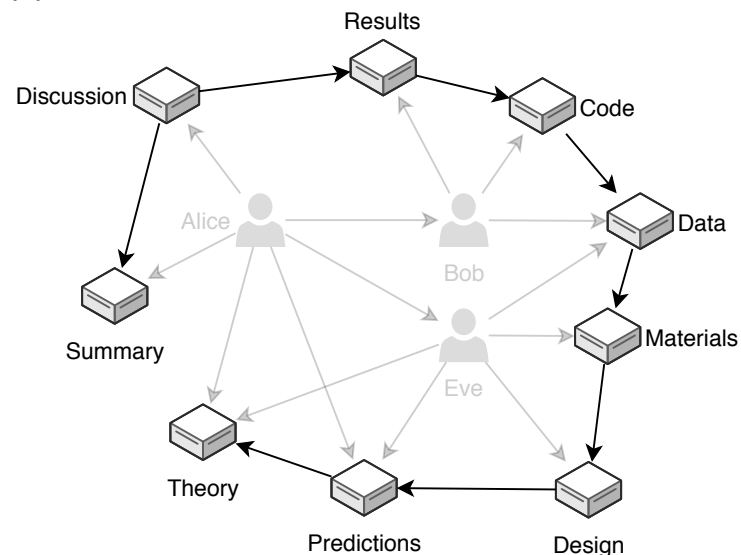 Results
Discussion
Code
Alice
Data
Bob
Materials
Summary
Eve
Theory
Predictions
Design